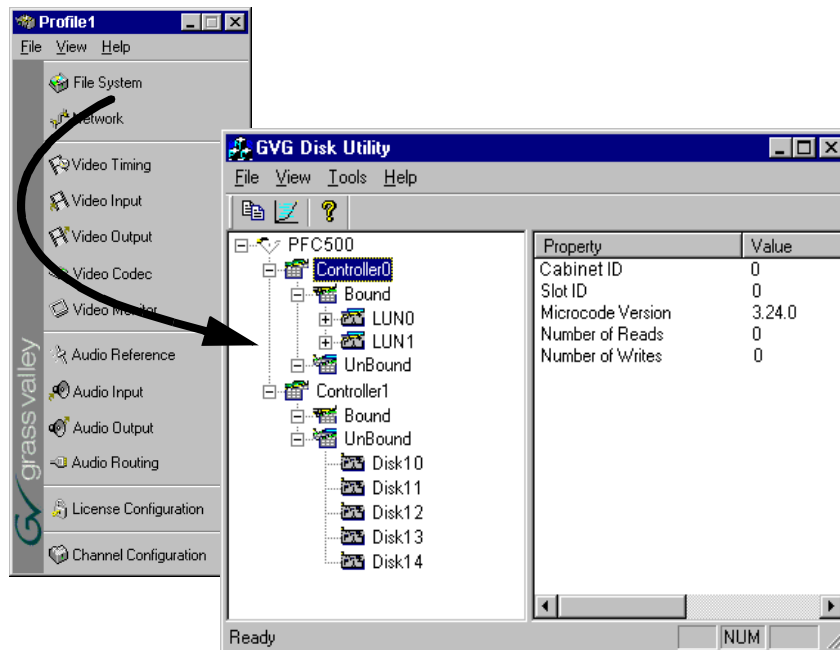 Profile1
File View Help
File System
Network
Video Timing
Video Input
Video Output
Video Codec
Video Monitor
Audio Reference
Audio Input
Audio Output
Audio Routing
License Configuration
Channel Configuration
grass valley
GVG Disk Utility
File View Tools Help
PFC500
Controller0
Bound
LUN0
LUN1
UnBound
Controller1
Bound
UnBound
Disk10
Disk11
Disk12
Disk13
Disk14
Property Value
Cabinet ID 0
Slot ID 0
Microcode Version 3.24.0
Number of Reads 0
Number of Writes 0
Ready NUM